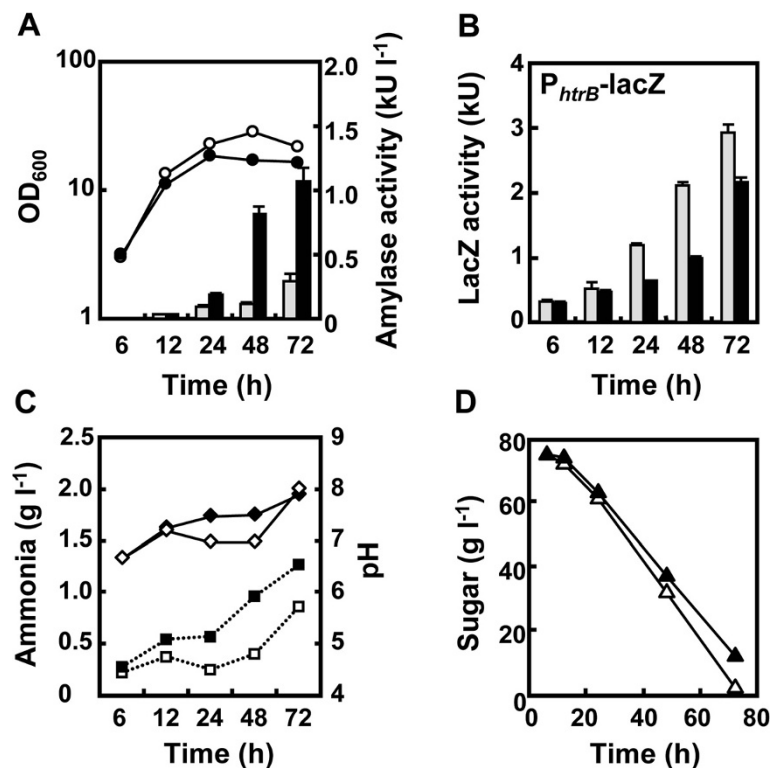 A
100
10
1
OD600
2.0
1.5
1.0
0.5
0
Amylase activity (kU l-1)
6 12 24 48 72
Time (h)
B
PhtrB-lacZ
4
3
2
1
0
LacZ activity (kU)
6 12 24 48 72
Time (h)
C
2.5
2.0
1.5
1.0
0.5
0
Ammonia (g l-1)
9
8
7
6
5
4
pH
6 12 24 48 72
Time (h)
D
80
60
40
20
0
Sugar (g l-1)
0 20 40 60 80
Time (h)